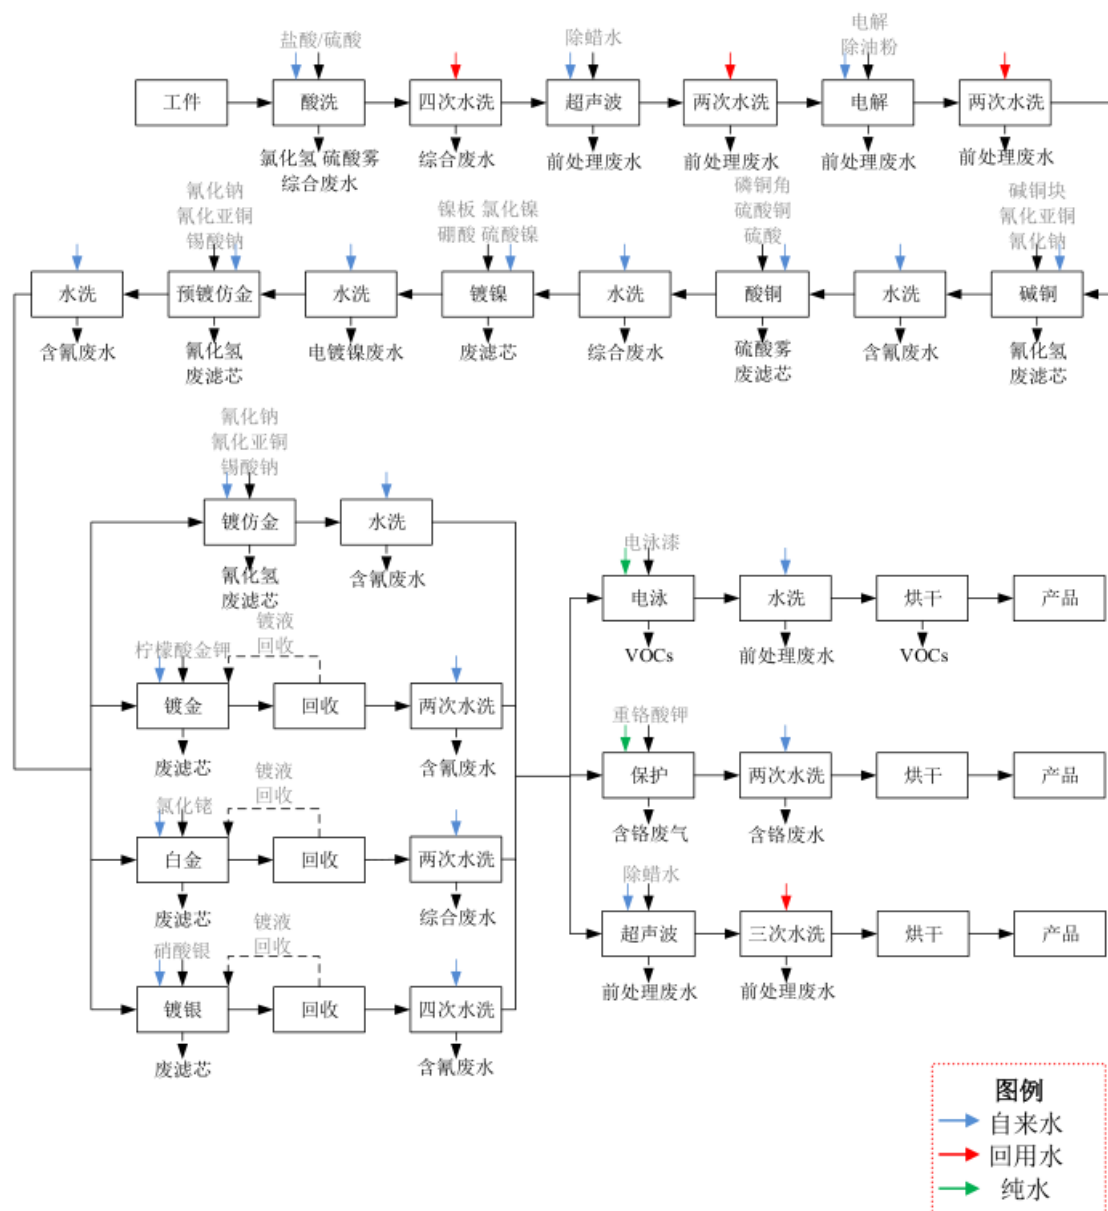 盐酸/硫酸
除蜡水
电解
除油粉
工件
酸洗
四次水洗
超声波
两次水洗
电解
两次水洗
氯化氢 硫酸雾
综合废水
综合废水
前处理废水
前处理废水
前处理废水
前处理废水
氰化钠
氰化亚铜
锡酸钠
镍板 氯化镍
硼酸 硫酸镍
磷铜角
硫酸铜
硫酸
碱铜块
氰化亚铜
氰化钠
水洗
预镀仿金
水洗
镀镍
水洗
酸铜
水洗
碱铜
含氰废水
氰化氢
废滤芯
电镀镍废水
废滤芯
综合废水
硫酸雾
废滤芯
含氰废水
氰化氢
废滤芯
氰化钠
氰化亚铜
锡酸钠
镀仿金
水洗
氰化氢
废滤芯
含氰废水
电泳漆
电泳
水洗
烘干
产品
VOCs
前处理废水
VOCs
柠檬酸金钾
镀液
回收
镀金
回收
两次水洗
废滤芯
含氰废水
重铬酸钾
保护
两次水洗
烘干
产品
含铬废气
含铬废水
氯化铑
镀液
回收
白金
回收
两次水洗
废滤芯
综合废水
除蜡水
超声波
三次水洗
烘干
产品
前处理废水
前处理废水
硝酸银
镀液
回收
镀银
回收
四次水洗
废滤芯
含氰废水
图例
自来水
回用水
纯水